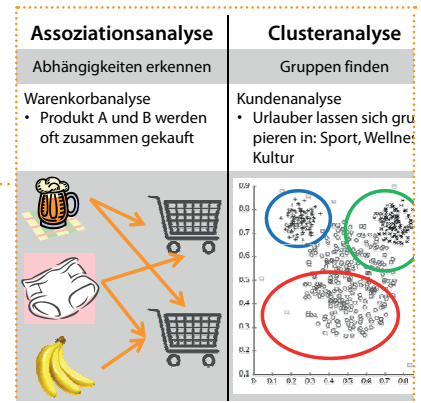 Assoziationsanalyse
Abhängigkeiten erkennen
Warenkorbanalyse
• Produkt A und B werden
oft zusammen gekauft
Clusteranalyse
Gruppen finden
Kundenanalyse
• Urlauber lassen sich gru
pieren in: Sport, Wellne
Kultur
0.9
0.8
0.7
0.6
0.5
0.4
0.3
0.2
0.1
0 0.1 0.2 0.3 0.4 0.5 0.6 0.7 0.8